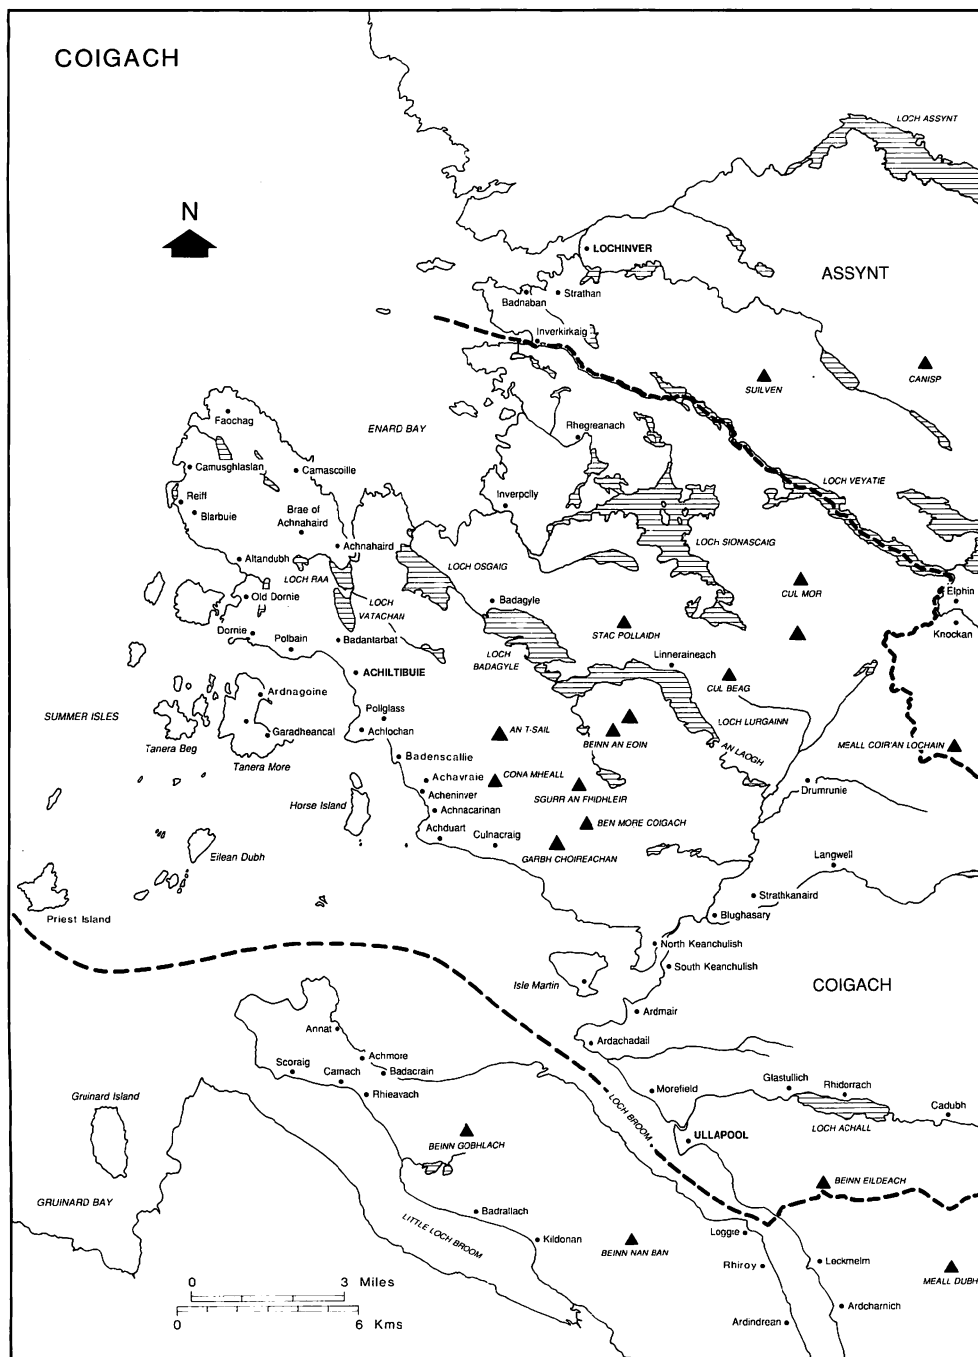 COIGACH
LOCH ASSYNT
N
LOCHINVER
ASSYNT
Badnaban
Strathan
Inverkirkaig
SUILVEN
CANISP
Faochag
ENARD BAY
Rhegreanach
Camusghlaslan
Camascoille
LOCH VEYATIE
Reiff
Blarbuie
Brae of
Achnahaird
Inverpolly
Achnahaird
LOCH SIONASCAIG
Altandubh
LOCH RAA
LOCH OSGAIG
CUL MOR
Elphin
Old Dornie
LOCH
VATACHAN
Badagyle
Knockan
Dornie
Polbain
Badantarbat
STAC POLLAIDH
LOCH
BADAGYLE
Linneraineach
ACHILTIBUIE
CUL BEAG
Ardnagoine
SUMMER ISLES
Pollglass
Achlochan
AN T-SAIL
BEINN AN EOIN
LOCH LURGAINN
Garadheancal
Tanera Beg
Tanera More
AN LAOGH
MEALL COIR'AN LOCHAIN
Badenscallie
Achavraie
CONA MHEALL
Acheninver
SGURR AN FHIDHLEIR
Drumrunie
Horse Island
Achnacarinan
BEN MORE COIGACH
Achduart
Culnacraig
GARBH CHOIREACHAN
Langwell
Eilean Dubh
Strathkanaird
Priest Island
Blughasary
North Keanchulish
South Keanchulish
Isle Martin
COIGACH
Ardmair
Annat
Ardachadail
Achmore
Scoraig
Carnach
Badacrain
Rhieavach
Morefield
Glastullich
Rhidorrach
Gruinard Island
LOCH BROOM
LOCH ACHALL
Cadubh
ULLAPOOL
BEINN GOBHLACH
BEINN EILDEACH
GRUINARD BAY
Badrallach
LITTLE LOCH BROOM
Kildonan
BEINN NAN BAN
Loggie
Rhiroy
Leckmelm
MEALL DUBH
0 3 Miles
0 6 Kms
Ardcharnich
Ardindrean